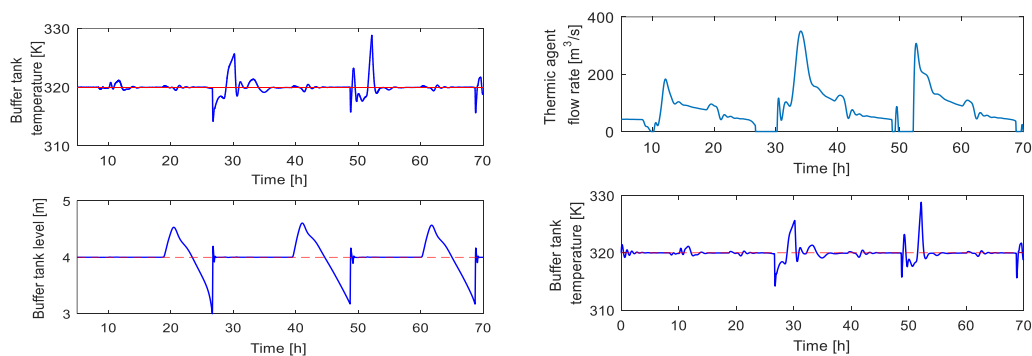 330
320
310
Buffer tank
temperature [K]
10 20 30 40 50 60 70
Time [h]
5
4
3
Buffer tank level [m]
10 20 30 40 50 60 70
Time [h]
400
200
0
Thermic agent
flow rate [m³/s]
10 20 30 40 50 60 70
Time [h]
330
320
310
Buffer tank
temperature [K]
0 10 20 30 40 50 60 70
Time [h]